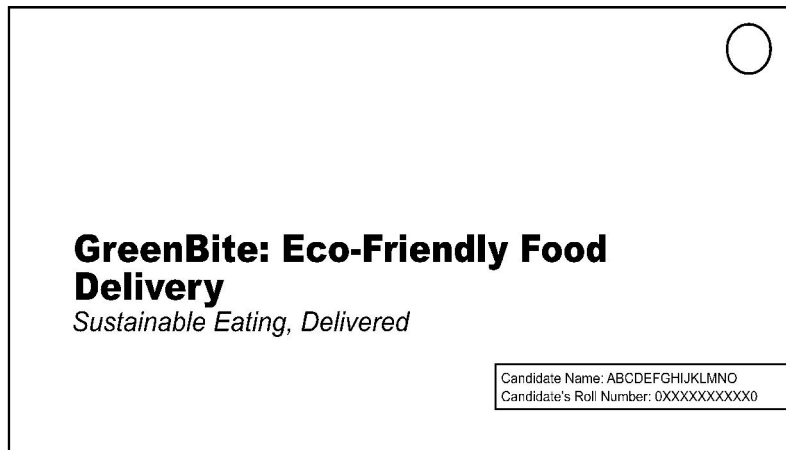 GreenBite: Eco-Friendly Food
Delivery
Sustainable Eating, Delivered
Candidate Name: ABCDEFGHIJKLMNO
Candidate's Roll Number: 0XXXXXXXXXX0